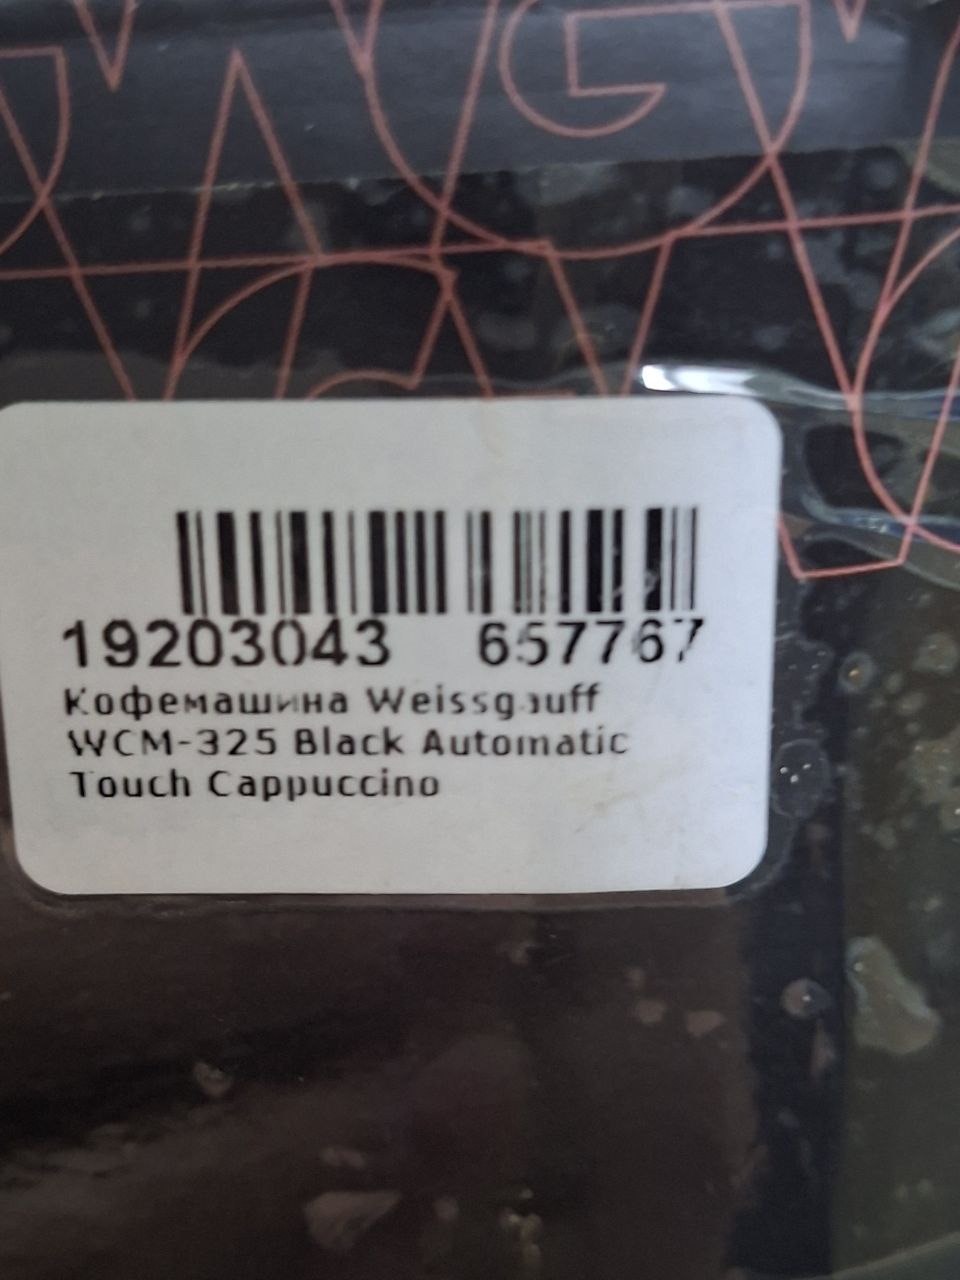 19203043 657767
Кофемашина Weissgauff
WCM-325 Black Automatic
Touch Cappuccino